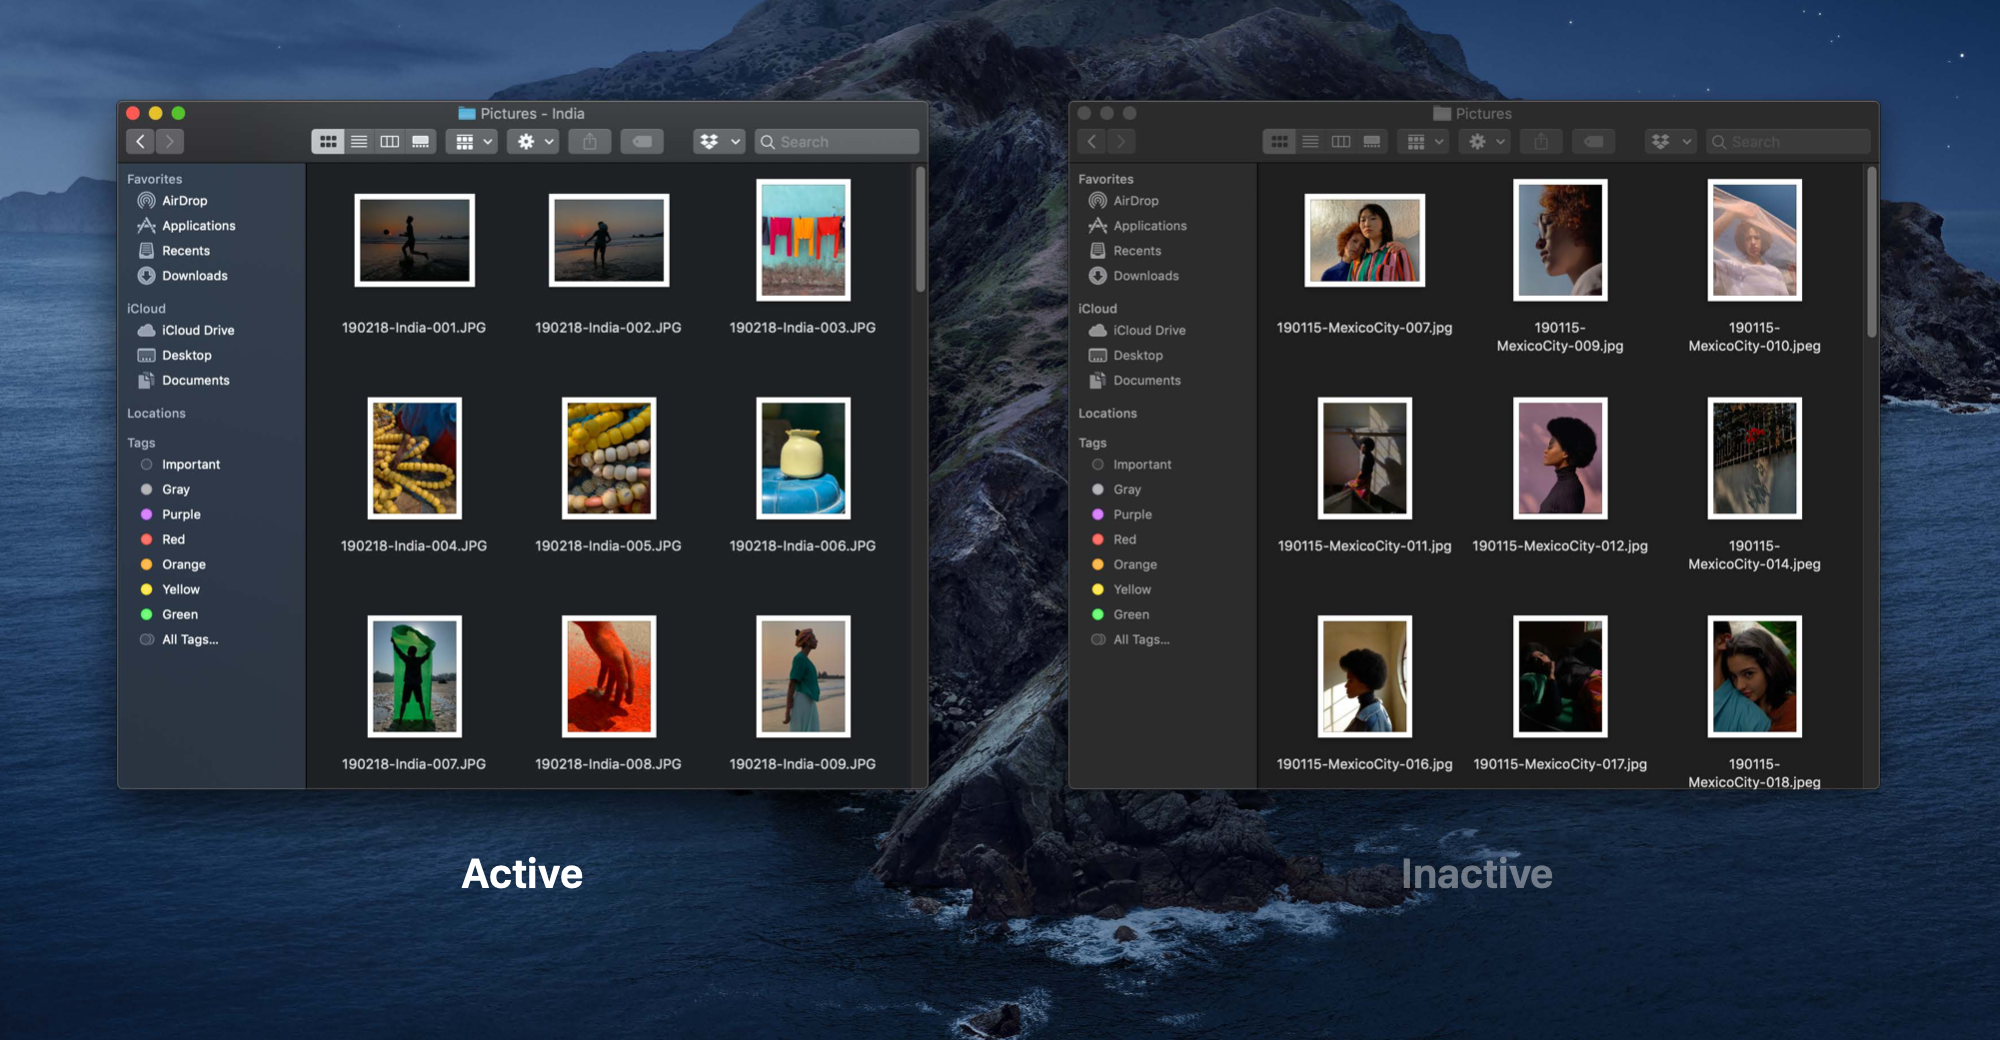 Pictures - India
Search
Favorites
AirDrop
Applications
Recents
Downloads
iCloud
iCloud Drive
Desktop
Documents
Locations
Tags
Important
Gray
Purple
Red
Orange
Yellow
Green
All Tags...
190218-India-001.JPG
190218-India-002.JPG
190218-India-003.JPG
190218-India-004.JPG
190218-India-005.JPG
190218-India-006.JPG
190218-India-007.JPG
190218-India-008.JPG
190218-India-009.JPG
Active
Pictures
Search
Favorites
AirDrop
Applications
Recents
Downloads
iCloud
iCloud Drive
Desktop
Documents
Locations
Tags
Important
Gray
Purple
Red
Orange
Yellow
Green
All Tags...
190115-MexicoCity-007.jpg
190115-
MexicoCity-009.jpg
190115-
MexicoCity-010.jpeg
190115-MexicoCity-011.jpg
190115-MexicoCity-012.jpg
190115-
MexicoCity-014.jpeg
190115-MexicoCity-016.jpg
190115-MexicoCity-017.jpg
190115-
MexicoCity-018.jpeg
Inactive